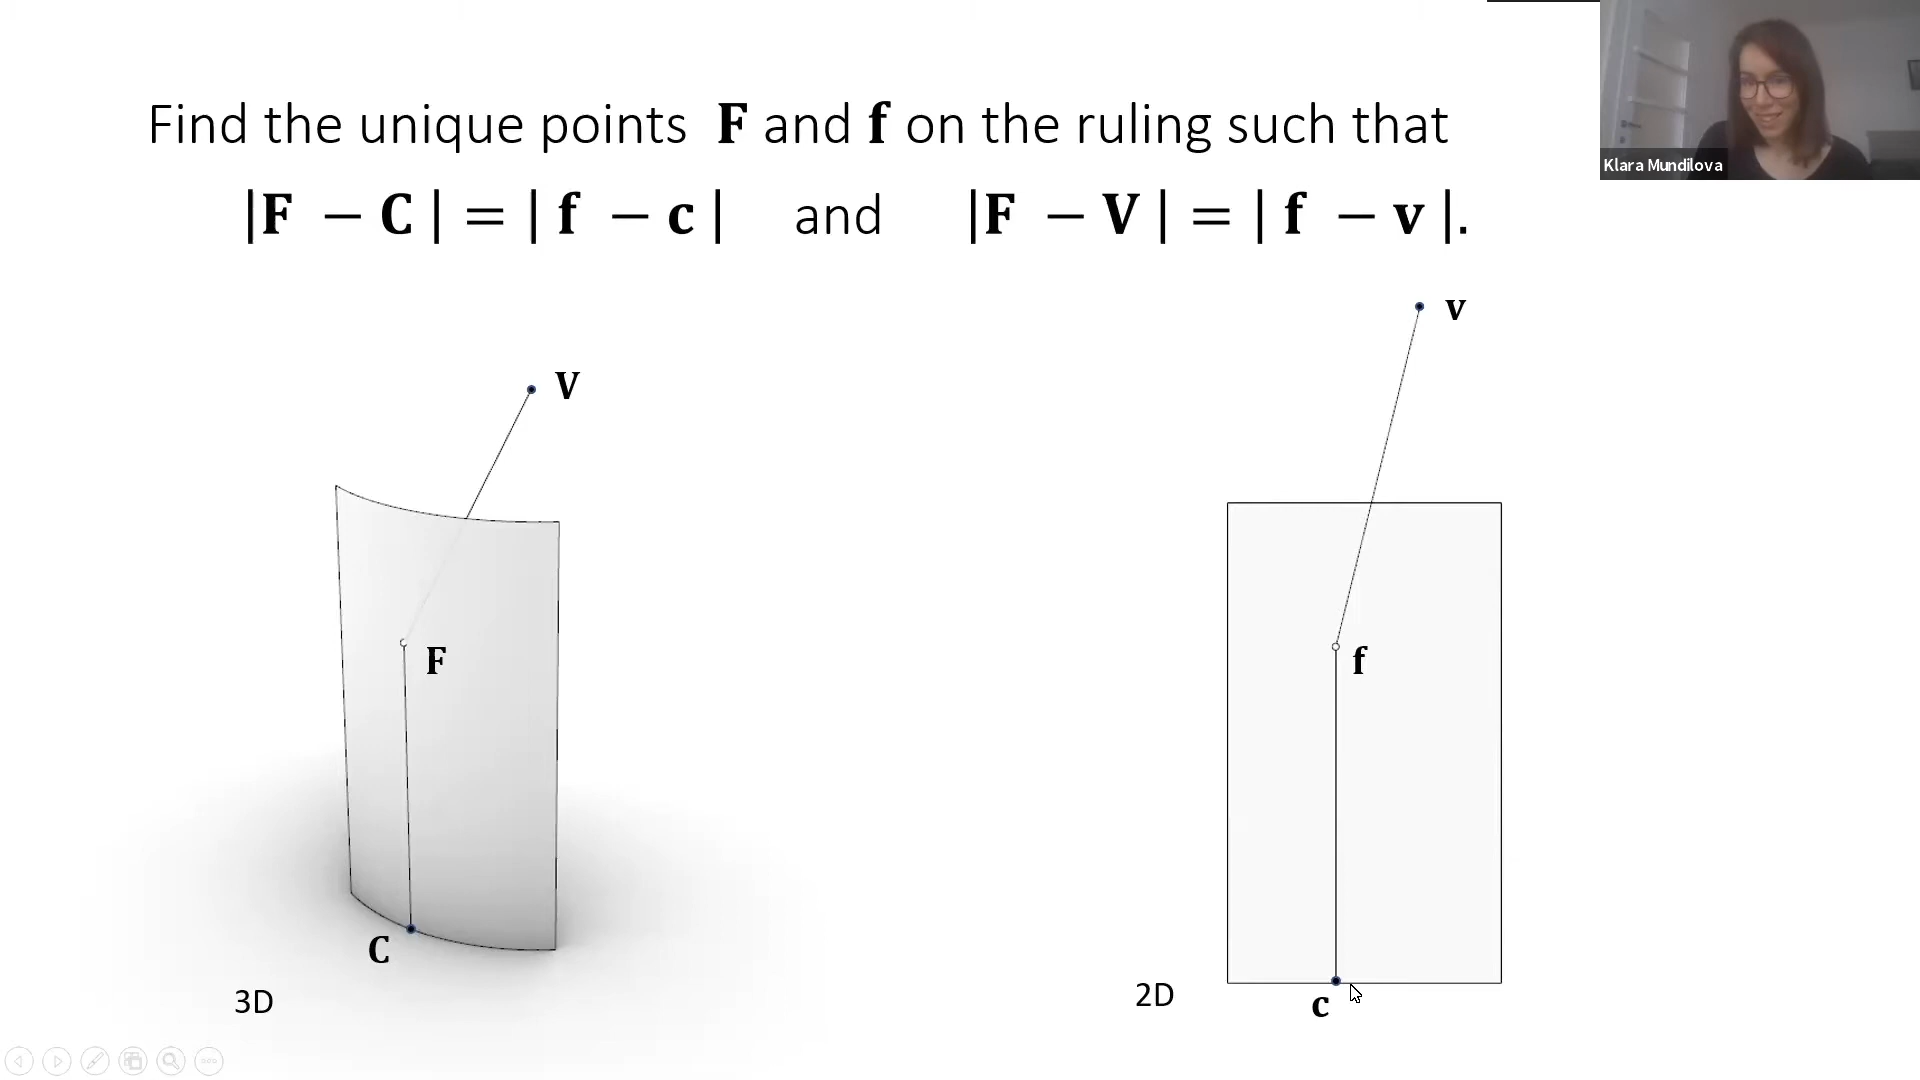 Find the unique points F and f on the ruling such that
|F − C| = |f − c| and |F − V| = |f − v|.
Klara Mundilova
v
V
F
f
C
c
3D
2D